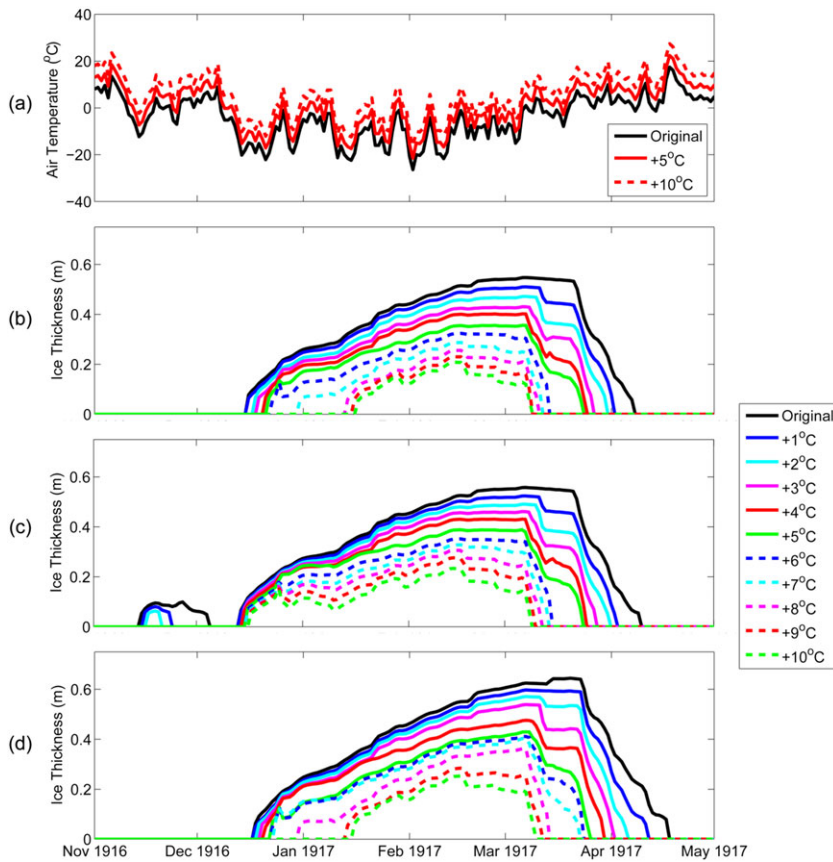 (a)
Air Temperature (°C)
40
20
0
−20
−40
Original
+5°C
+10°C
(b)
Ice Thickness (m)
0.6
0.4
0.2
0
(c)
Ice Thickness (m)
0.6
0.4
0.2
0
Original
+1°C
+2°C
+3°C
+4°C
+5°C
+6°C
+7°C
+8°C
+9°C
+10°C
(d)
Ice Thickness (m)
0.6
0.4
0.2
0
Nov 1916 Dec 1916 Jan 1917 Feb 1917 Mar 1917 Apr 1917 May 1917